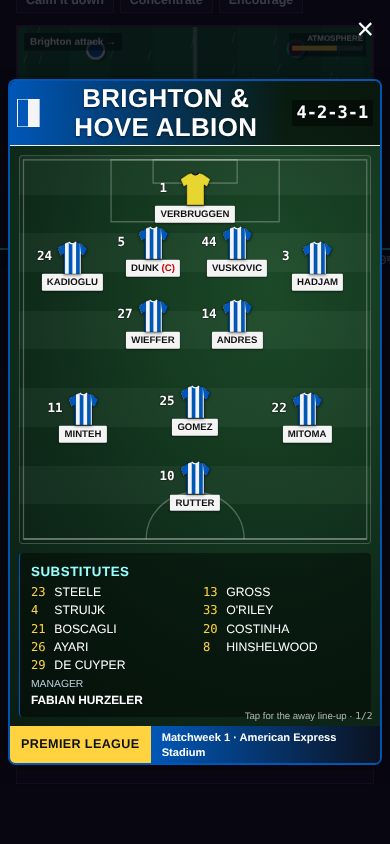 Calm it down Concentrate Encourage
Brighton attack →
ATMOSPHERE
×
BRIGHTON &
HOVE ALBION
4-2-3-1
1
VERBRUGGEN
5 44
24 3
DUNK (C) VUSKOVIC
KADIOGLU HADJAM
27 14
WIEFFER ANDRES
25
11 22
GOMEZ
MINTEH MITOMA
10
RUTTER
SUBSTITUTES
23 STEELE 13 GROSS
4 STRUIJK 33 O'RILEY
21 BOSCAGLI 20 COSTINHA
26 AYARI 8 HINSHELWOOD
29 DE CUYPER
MANAGER
FABIAN HURZELER
Tap for the away line-up · 1/2
PREMIER LEAGUE
Matchweek 1 · American Express
Stadium